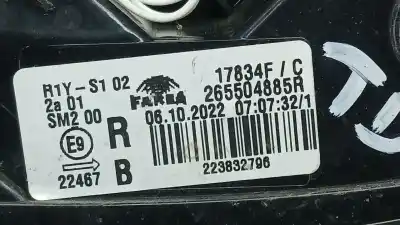 R1Y-S1 02
2a 01
SM2 00
E9
22467
R
B
FARBA
17834F / C
265504885R
06.10.2022 07:07:32/1
223832796